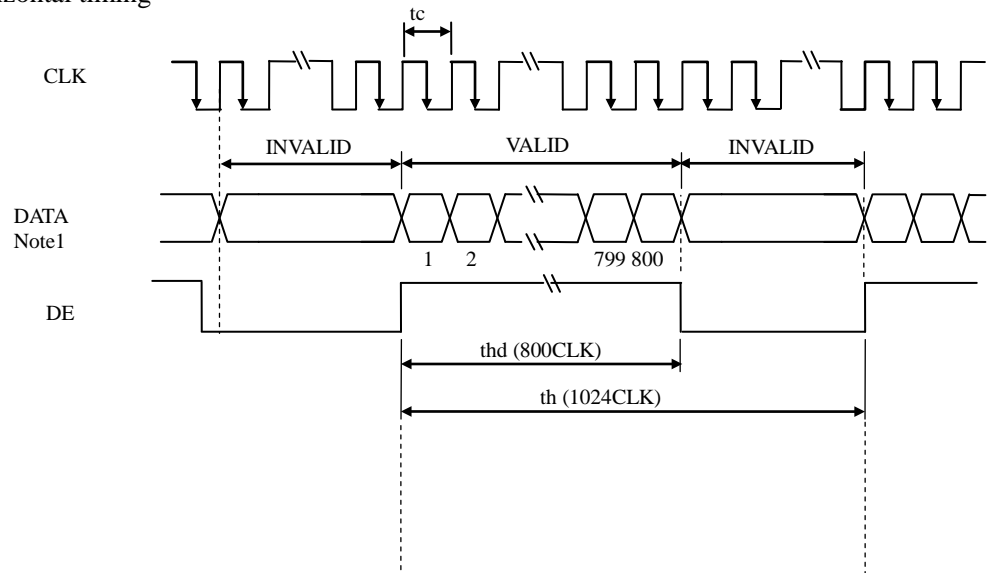 tc
CLK
INVALID VALID INVALID
DATA
Note1
1 2 799 800
DE
thd (800CLK)
th (1024CLK)